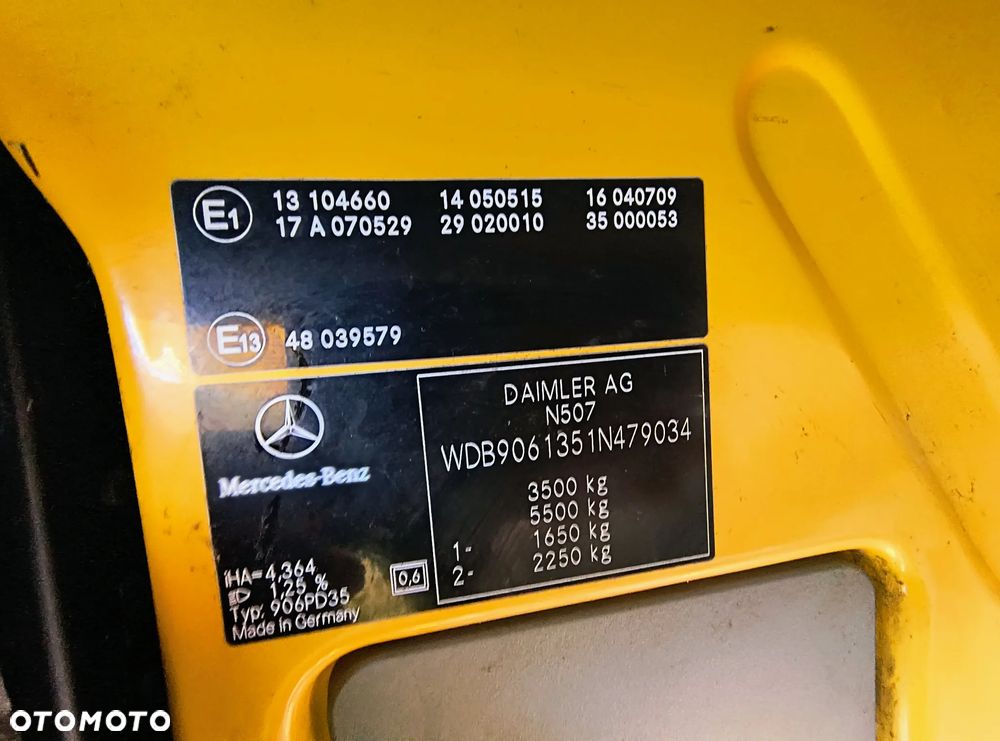 E1 13 104660 14 050515 16 040709
17 A 070529 29 020010 35 000053
E13 48 039579
Mercedes-Benz
DAIMLER AG
N507
WDB9061351N479034
3500 kg
5500 kg
1- 1650 kg
2- 2250 kg
iHA= 4,364
1,25 %
Typ: 906PD35
Made in Germany
0,6
OTOMOTO